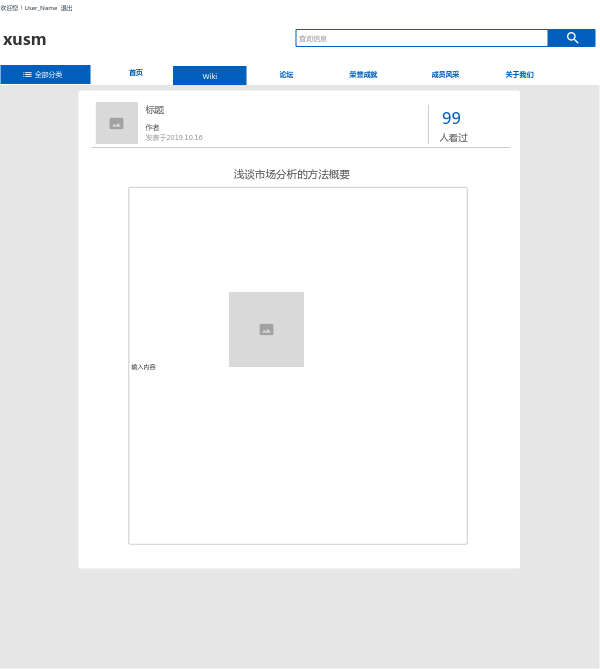 欢迎您！User_Name 退出
xusm
查询信息
全部分类
首页
Wiki
论坛
荣誉成就
成员风采
关于我们
标题
作者
发表于2019.10.16
99
人看过
浅谈市场分析的方法概要
输入内容